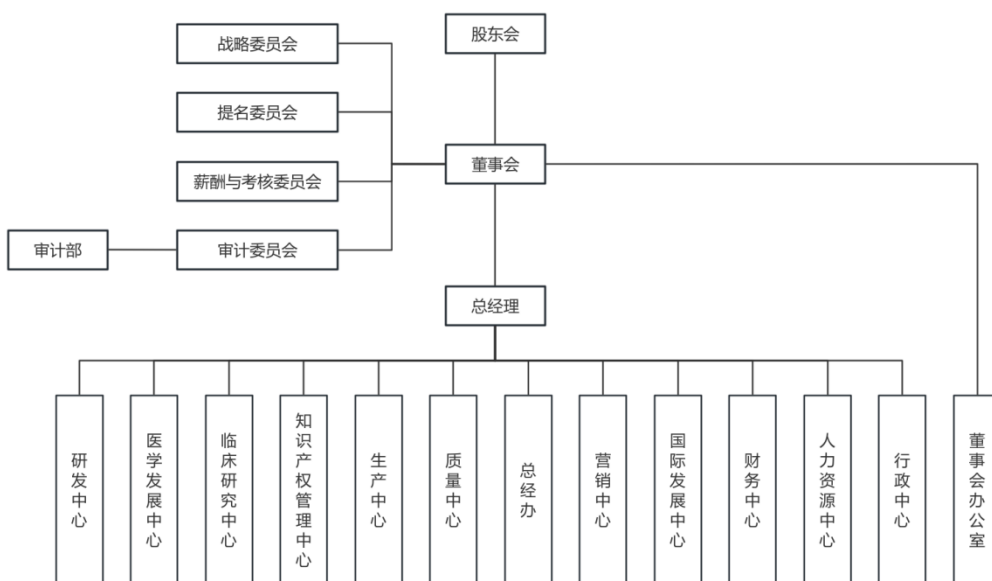 战略委员会
股东会
提名委员会
董事会
薪酬与考核委员会
审计部
审计委员会
总经理
研发中心
医学发展中心
临床研究中心
知识产权管理中心
生产中心
质量中心
总经办
营销中心
国际发展中心
财务中心
人力资源中心
行政中心
董事会办公室